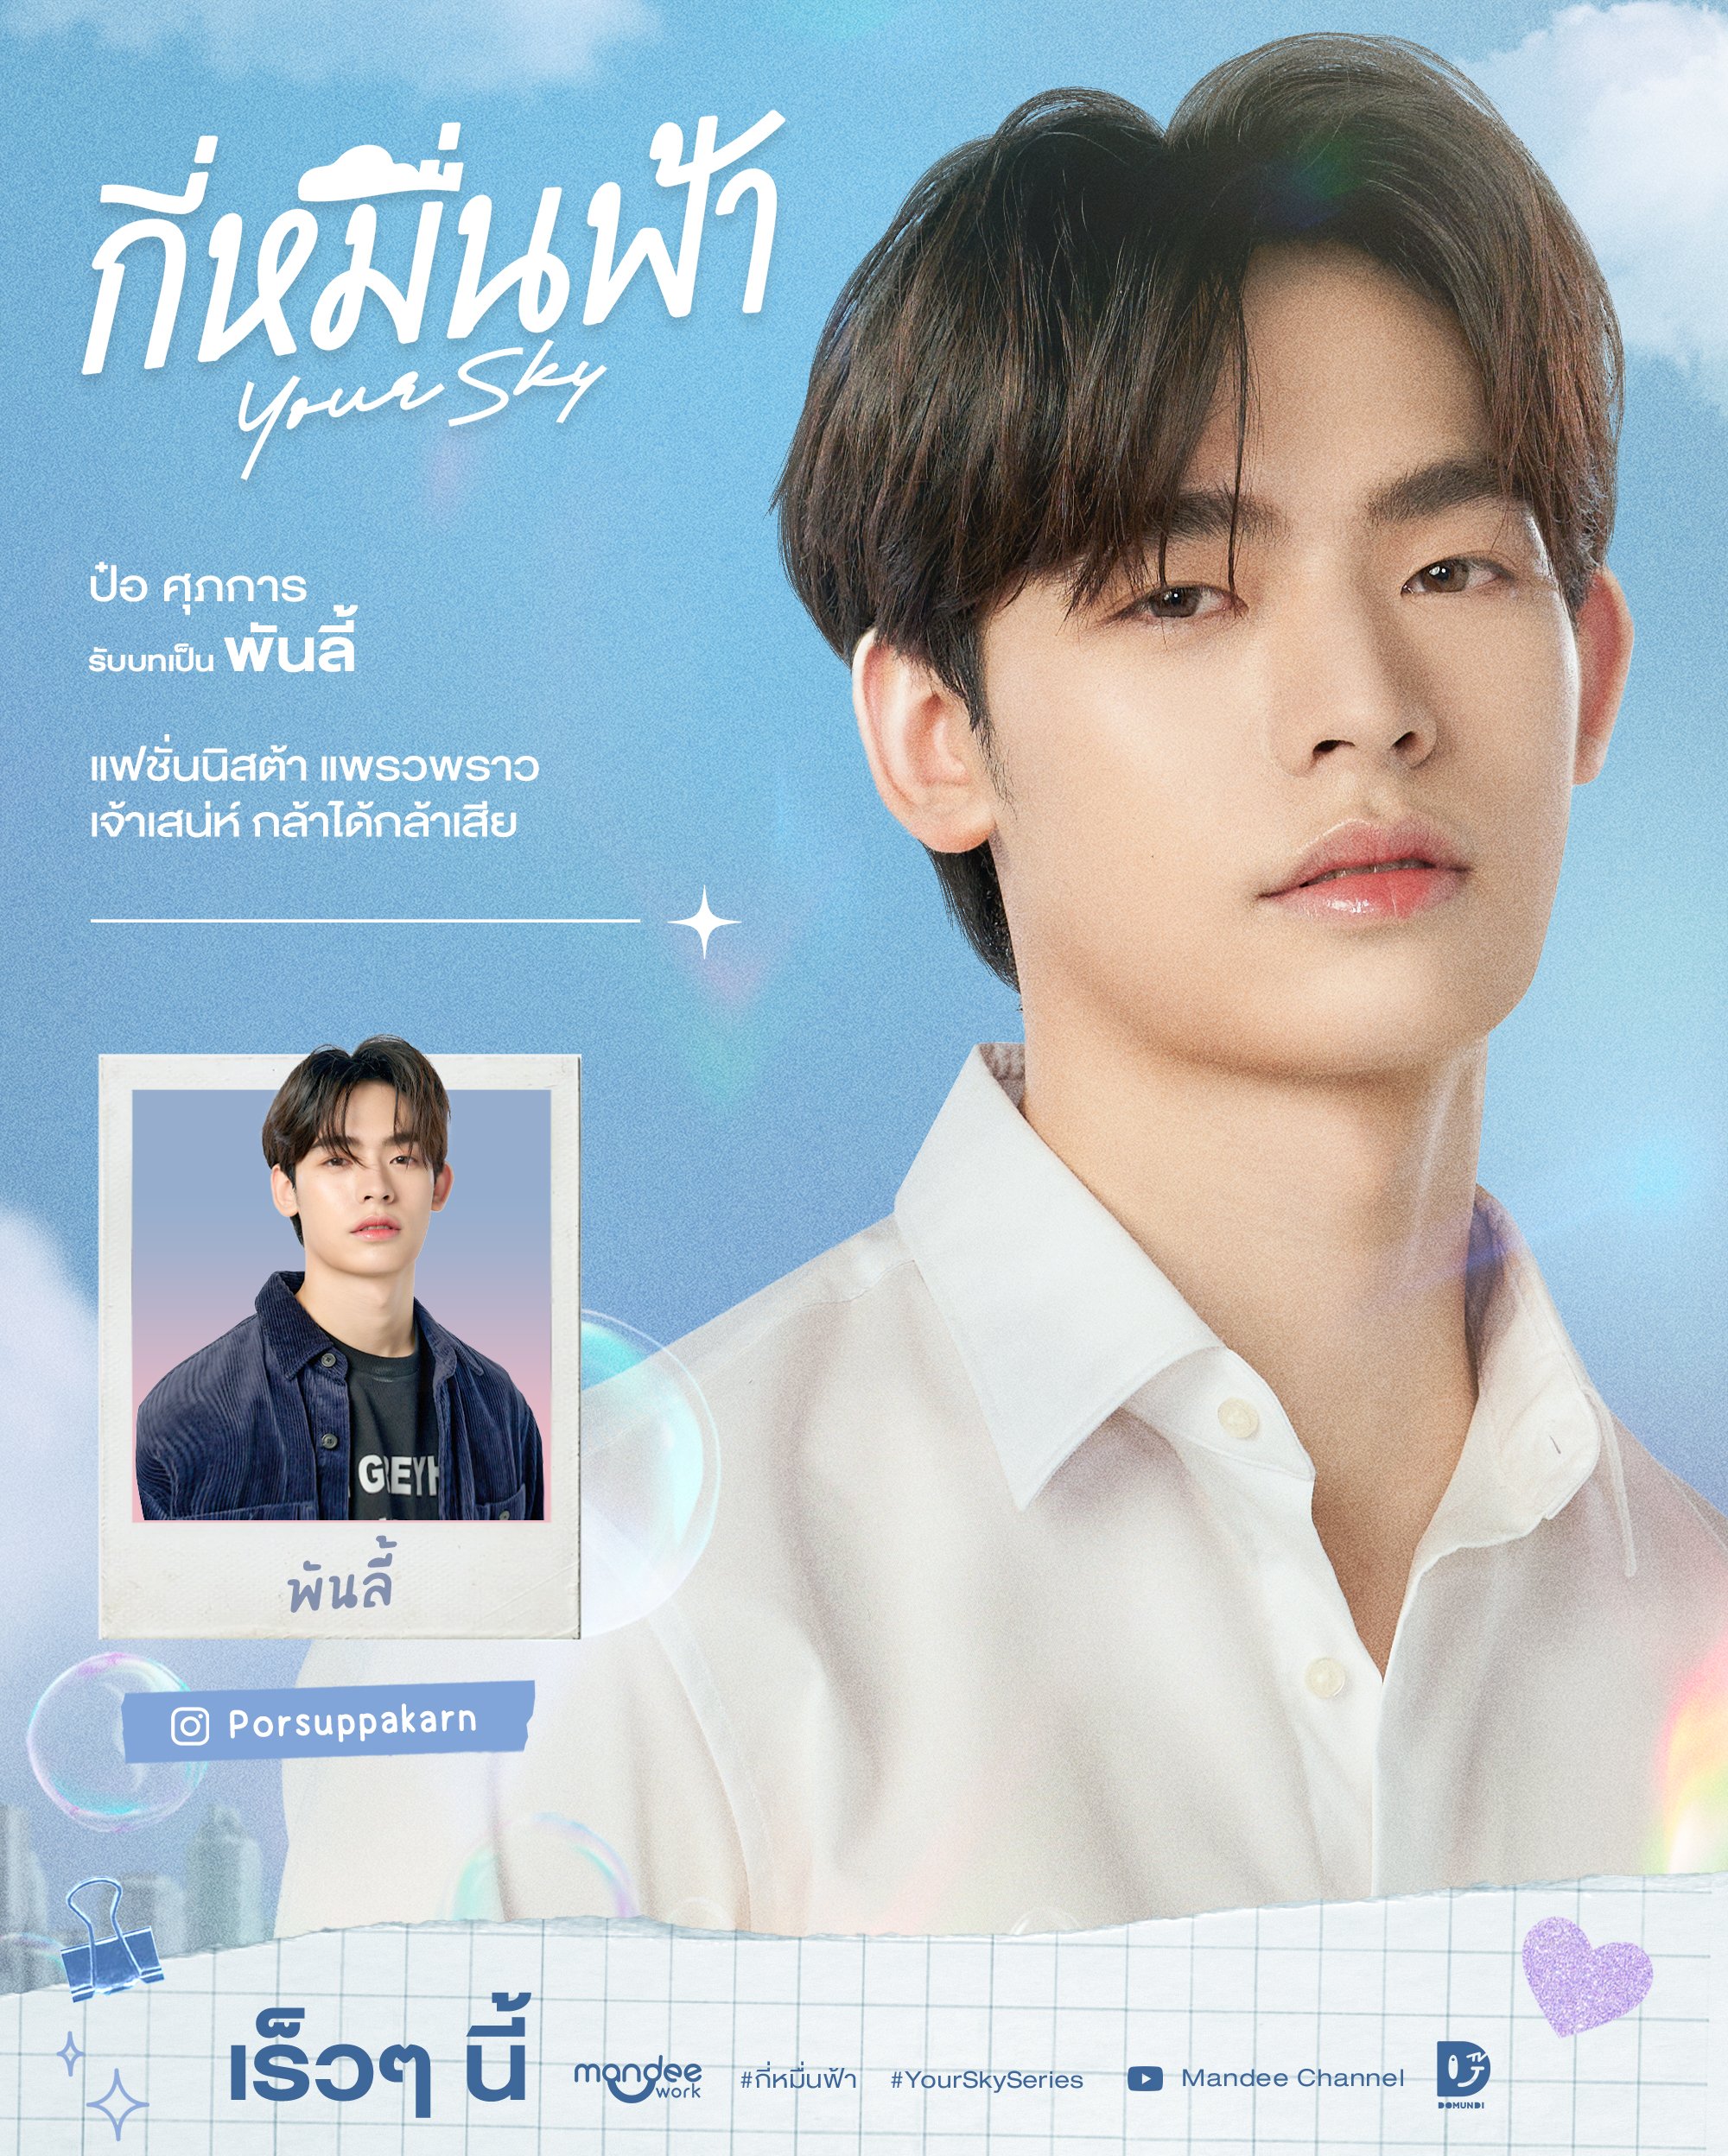 กี่หมื่นฟ้า
Your Sky
ป๋อ ศุภการ
รับบทเป็น พันลี้
แฟชั่นนิสต้า แพรวพราว
เจ้าเสน่ห์ กล้าได้กล้าเสีย
GREYH
พันลี้
Porsuppakarn
เร็วๆ นี้
mandee work
#กี่หมื่นฟ้า
#YourSkySeries
Mandee Channel
TV
DOMUNDI